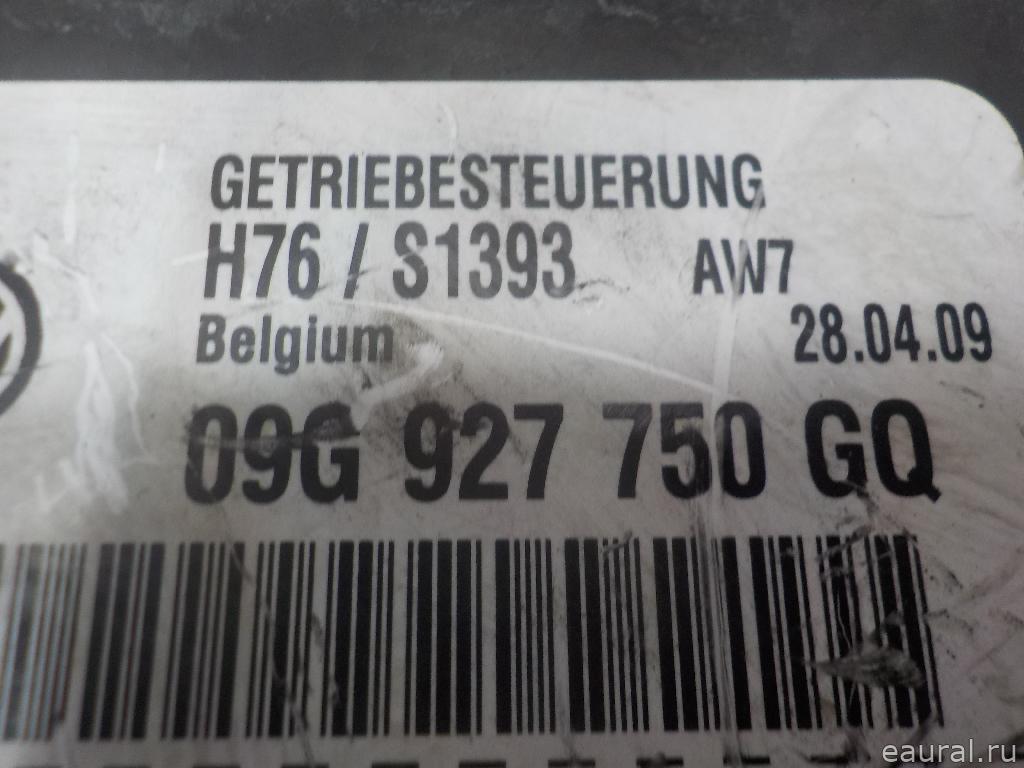 GETRIEBESTEUERUNG
H76 / S1393 AW7
Belgium 28.04.09
09G 927 750 GQ
eaural.ru